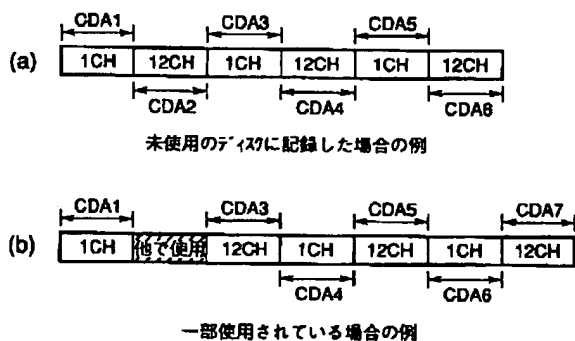 CDA1 CDA3 CDA5
(a) 1CH 12CH 1CH 12CH 1CH 12CH
CDA2 CDA4 CDA6
未使用のディスクに記録した場合の例
CDA1 CDA3 CDA5 CDA7
(b) 1CH 他で使用 12CH 1CH 12CH 1CH 12CH
CDA4 CDA6
一部使用されている場合の例